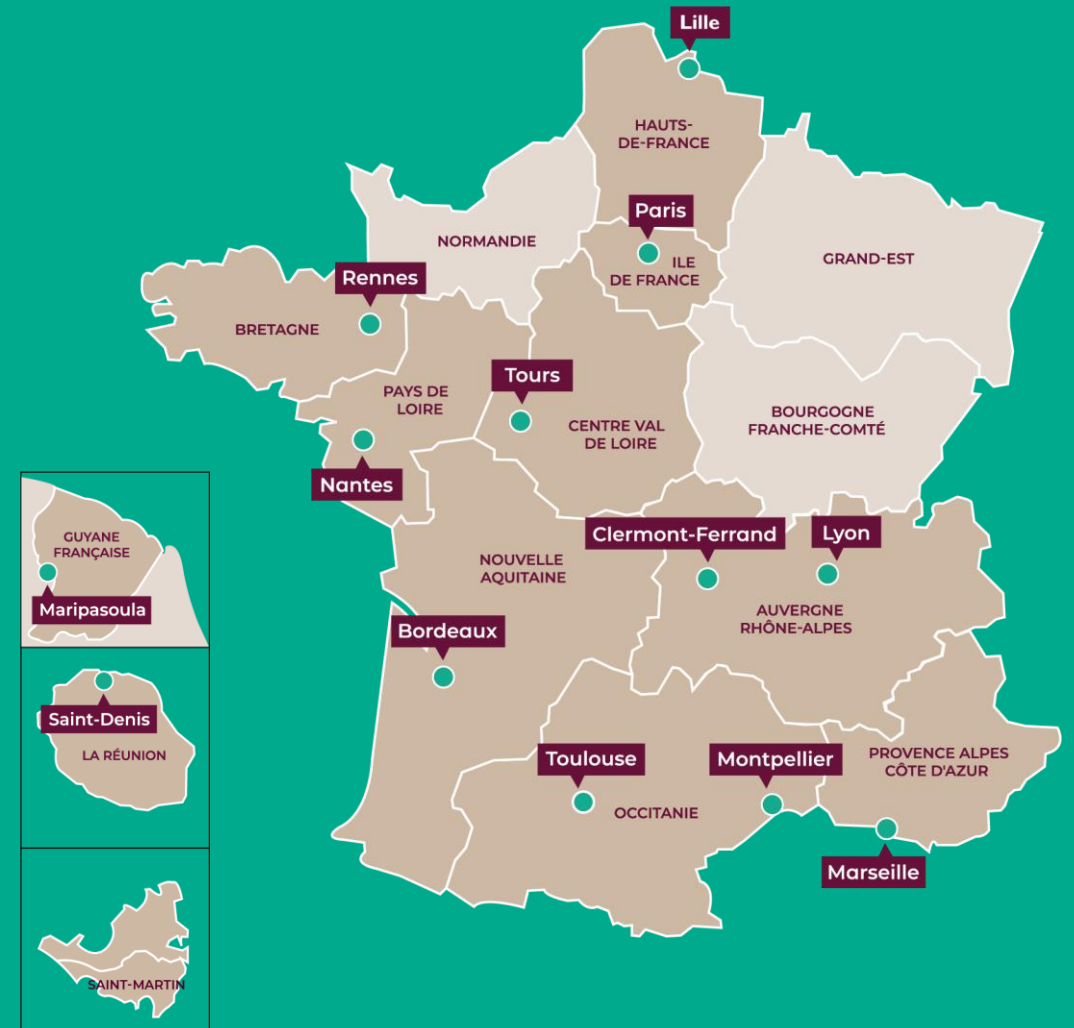 Lille
HAUTS-
DE-FRANCE
Paris
NORMANDIE
ILE
DE FRANCE
GRAND-EST
Rennes
BRETAGNE
Tours
PAYS DE
LOIRE
CENTRE VAL
DE LOIRE
BOURGOGNE
FRANCHE-COMTÉ
Nantes
Clermont-Ferrand
Lyon
NOUVELLE
AQUITAINE
AUVERGNE
RHÔNE-ALPES
Bordeaux
Toulouse
Montpellier
PROVENCE ALPES
CÔTE D'AZUR
OCCITANIE
Marseille
GUYANE
FRANÇAISE
Maripasoula
Saint-Denis
LA RÉUNION
SAINT-MARTIN